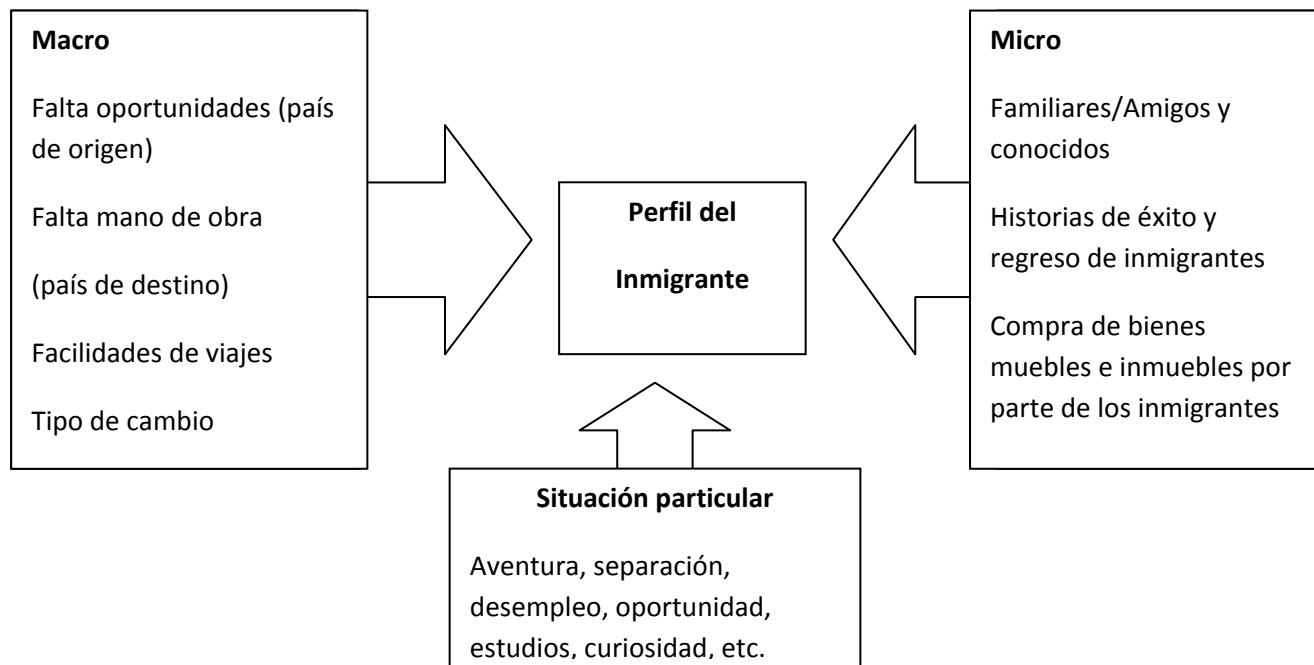 Macro
Falta oportunidades (país
de origen)
Falta mano de obra
(país de destino)
Facilidades de viajes
Tipo de cambio
Perfil del
Inmigrante
Micro
Familiares/Amigos y
conocidos
Historias de éxito y
regreso de inmigrantes
Compra de bienes
muebles e inmuebles por
parte de los inmigrantes
Situación particular
Aventura, separación,
desempleo, oportunidad,
estudios, curiosidad, etc.